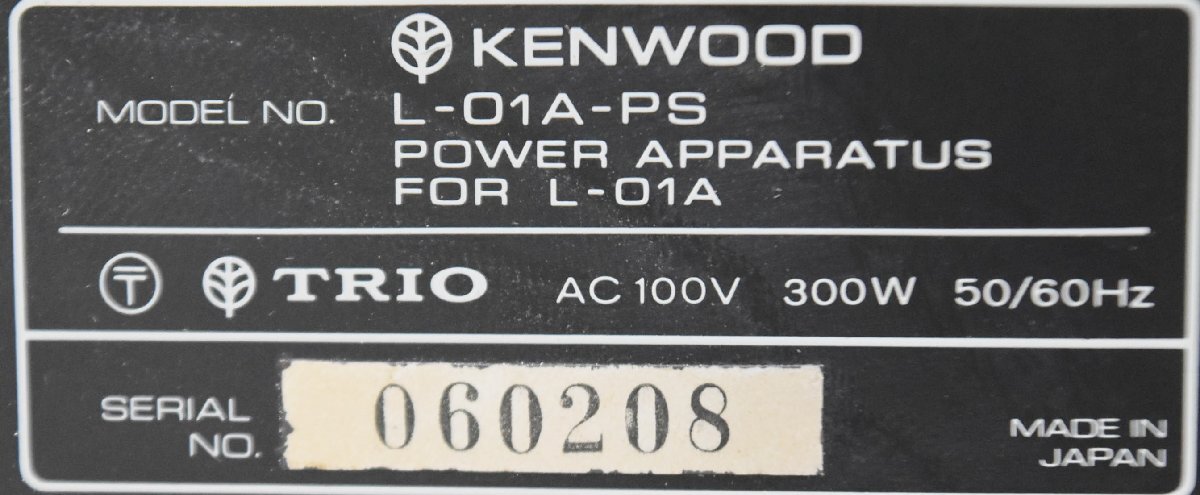 KENWOOD
MODEL NO. L-01A-PS
POWER APPARATUS
FOR L-01A
〒 TRIO AC 100V 300W 50/60Hz
SERIAL NO. 060208
MADE IN
JAPAN